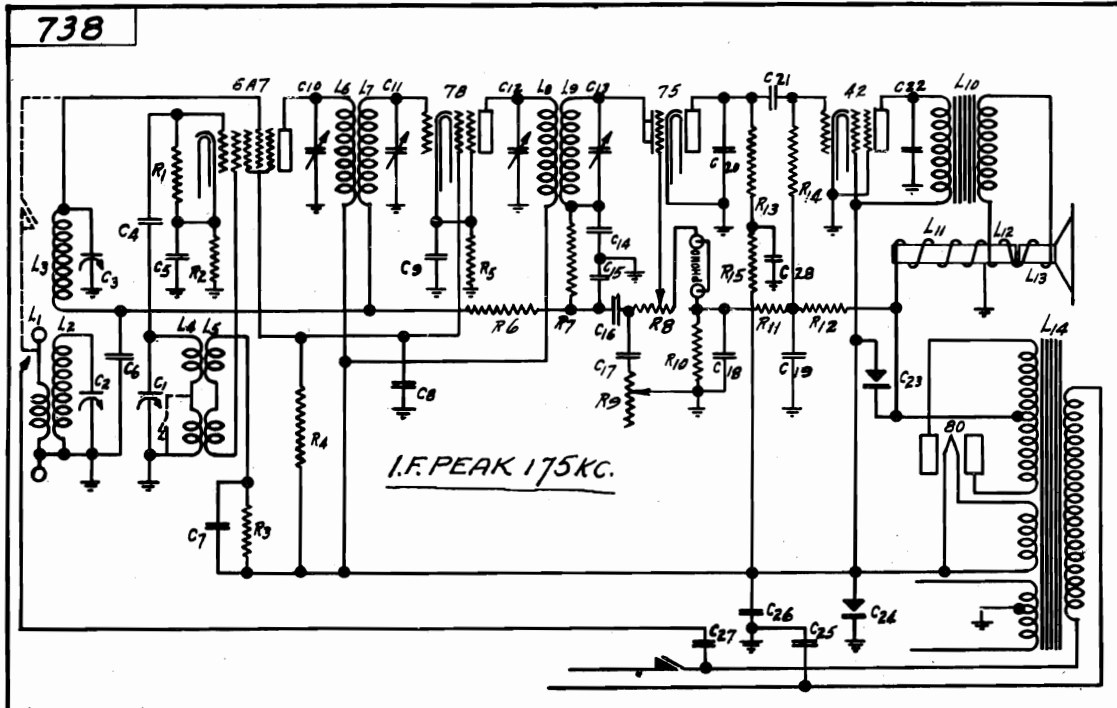 738
6A7
C10
L6
L7
C11
78
C12
L8
L9
C13
75
C21
42
C22
L10
R1
C20
R13
R14
C4
C5
R2
L3
C3
C9
R5
C14
C15
PHONO
R15
C28
L11
L12
L13
L1
L2
C2
C6
C1
L4
L5
R6
R7
C16
R8
R11
R12
L14
C8
C17
R9
R10
C18
C19
C23
80
R4
I.F. PEAK 175KC.
C7
R3
C26
C24
C27
C25